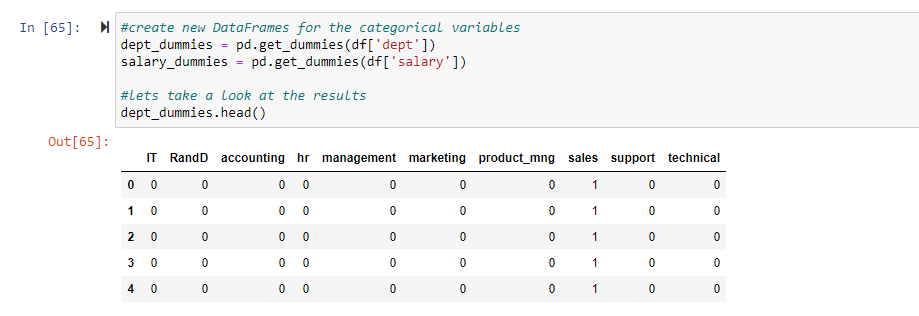 In [65]: #create new DataFrames for the categorical variables
dept_dummies = pd.get_dummies(df['dept'])
salary_dummies = pd.get_dummies(df['salary'])
#lets take a look at the results
dept_dummies.head()
Out[65]:
IT RandD accounting hr management marketing product_mng sales support technical
0 0 0 0 0 0 0 0 1 0 0
1 0 0 0 0 0 0 0 1 0 0
2 0 0 0 0 0 0 0 1 0 0
3 0 0 0 0 0 0 0 1 0 0
4 0 0 0 0 0 0 0 1 0 0